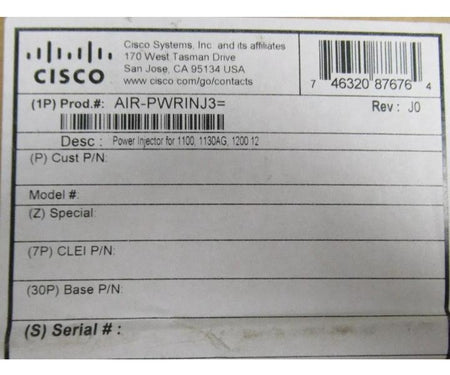 CISCO
Cisco Systems, Inc. and its affiliates
170 West Tasman Drive
San Jose, CA 95134 USA
www.cisco.com/go/contacts
7 46320 87676 4
(1P) Prod.#: AIR-PWRINJ3=
Rev : J0
Desc : Power Injector for 1100, 1130AG, 1200 12
(P) Cust P/N:
Model #:
(Z) Special:
(7P) CLEI P/N:
(30P) Base P/N:
(S) Serial # :